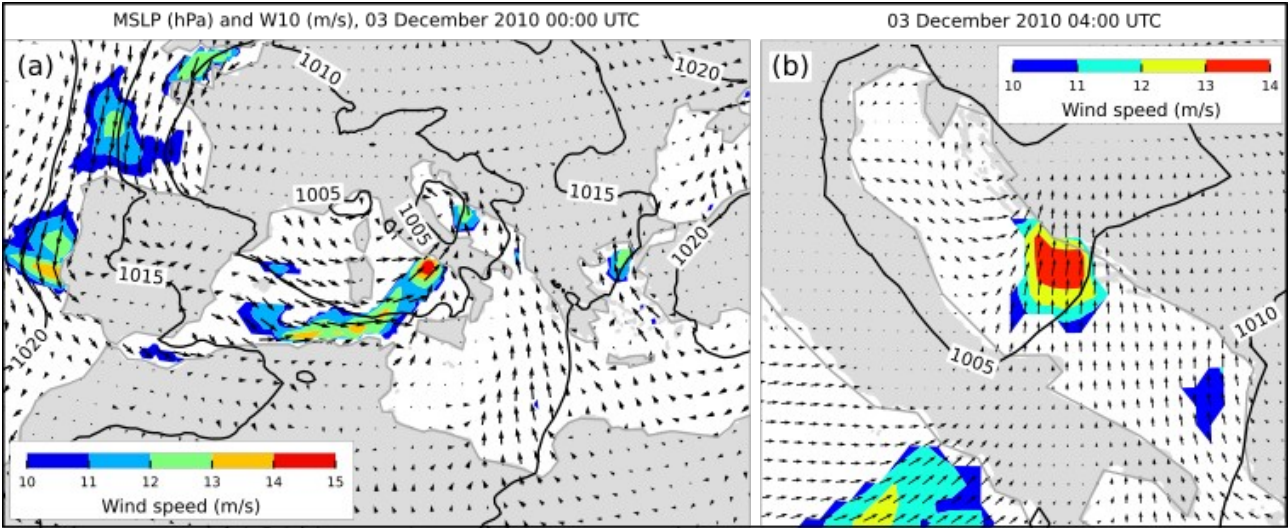 MSLP (hPa) and W10 (m/s), 03 December 2010 00:00 UTC
(a)
1010
1020
1005
1005
1015
1015
1020
1020
10 11 12 13 14 15
Wind speed (m/s)
03 December 2010 04:00 UTC
(b)
10 11 12 13 14
Wind speed (m/s)
1005
1010